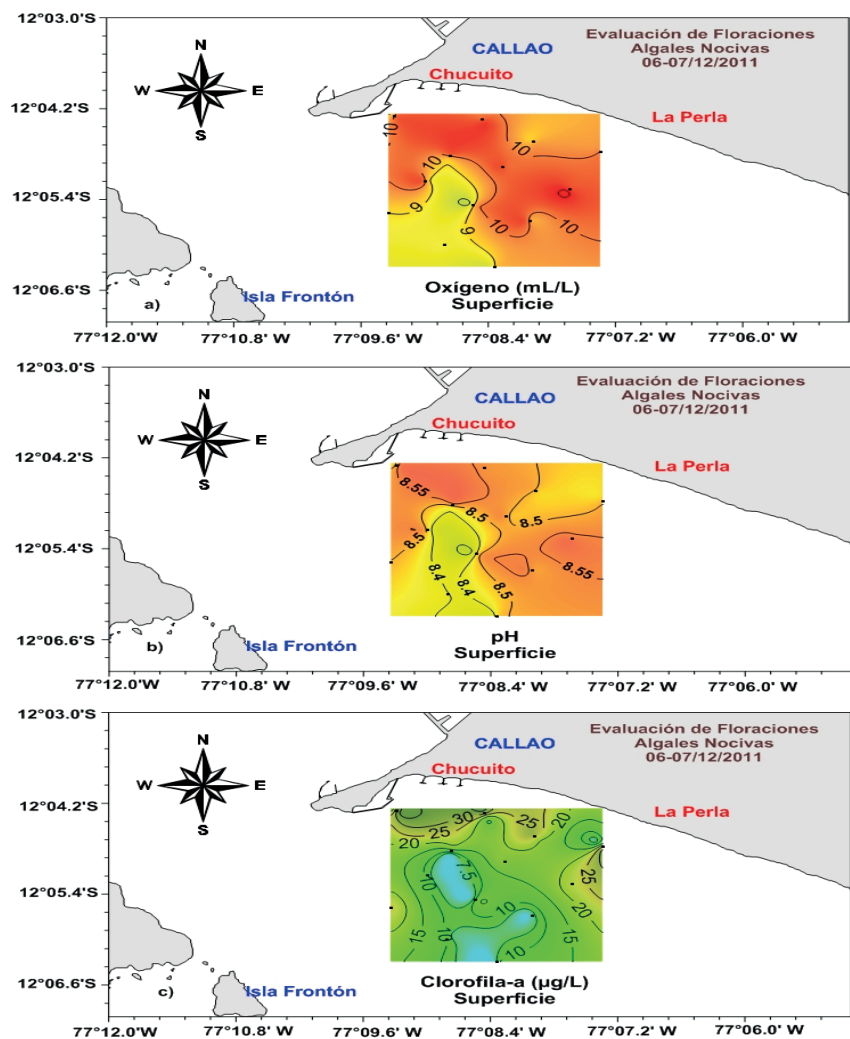 12°03.0'S
Evaluación de Floraciones
CALLAO
Algales Nocivas
N
06-07/12/2011
Chucuito
W
E
12°04.2'S
La Perla
S
10
10
10
12°05.4'S
9
10
10
9
12°06.6'S
Isla Frontón
Oxígeno (mL/L)
a)
Superficie
77°12.0'W
77°10.8' W
77°09.6' W
77°08.4' W
77°07.2' W
77°06.0' W
12°03.0'S
Evaluación de Floraciones
CALLAO
Algales Nocivas
N
06-07/12/2011
Chucuito
W
E
12°04.2'S
La Perla
S
8.55
8.5
8.5
8.5
12°05.4'S
8.55
8.4
8.4
8.5
12°06.6'S
Isla Frontón
pH
b)
Superficie
77°12.0'W
77°10.8' W
77°09.6' W
77°08.4' W
77°07.2' W
77°06.0' W
12°03.0'S
Evaluación de Floraciones
CALLAO
Algales Nocivas
N
06-07/12/2011
Chucuito
W
E
12°04.2'S
La Perla
S
30
25
25
20
20
7.5
10
25
12°05.4'S
20
10
15
10
10
15
12°06.6'S
Isla Frontón
Clorofila-a (µg/L)
c)
Superficie
77°12.0'W
77°10.8' W
77°09.6' W
77°08.4' W
77°07.2' W
77°06.0' W